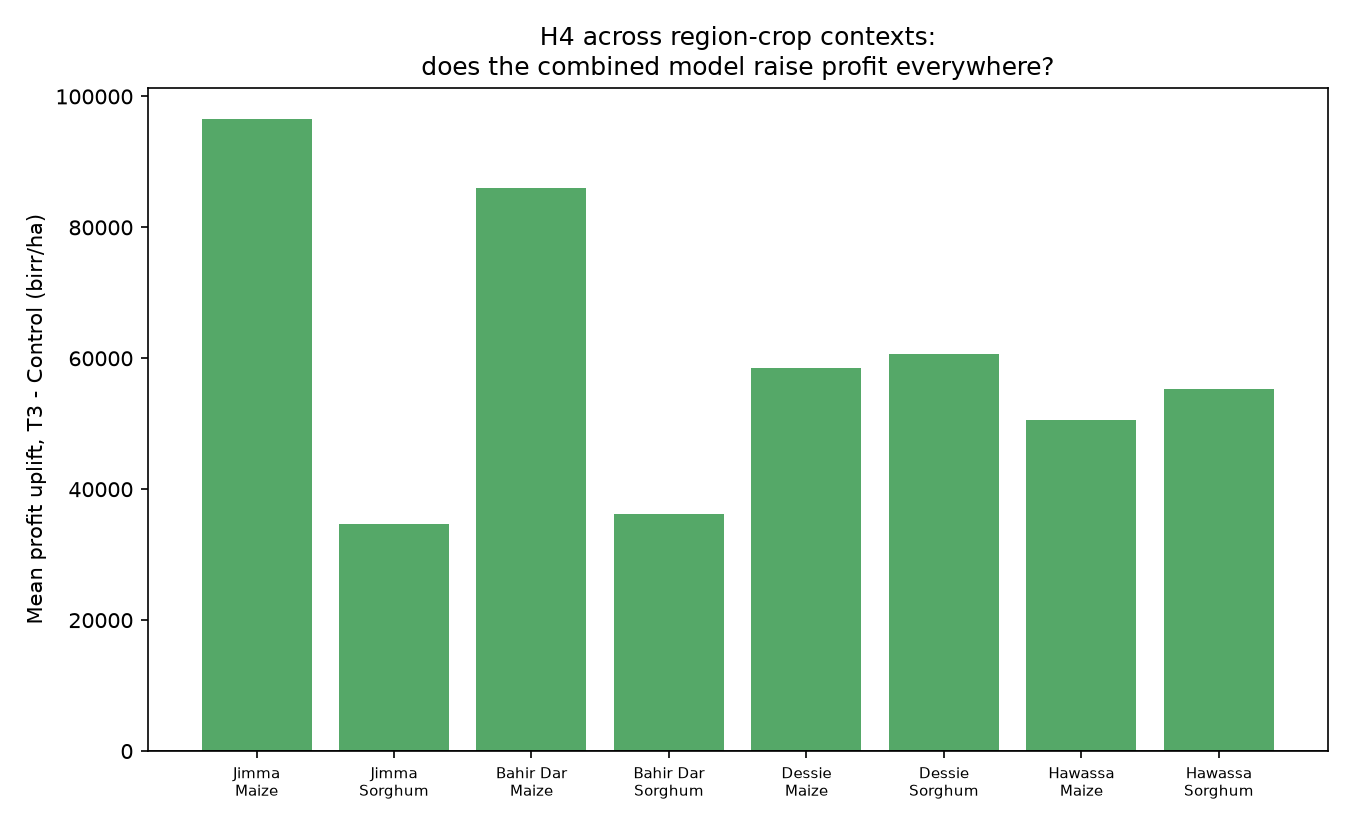 H4 across region-crop contexts:
does the combined model raise profit everywhere?
Mean profit uplift, T3 - Control (birr/ha)
100000
80000
60000
40000
20000
0
Jimma
Maize
Jimma
Sorghum
Bahir Dar
Maize
Bahir Dar
Sorghum
Dessie
Maize
Dessie
Sorghum
Hawassa
Maize
Hawassa
Sorghum